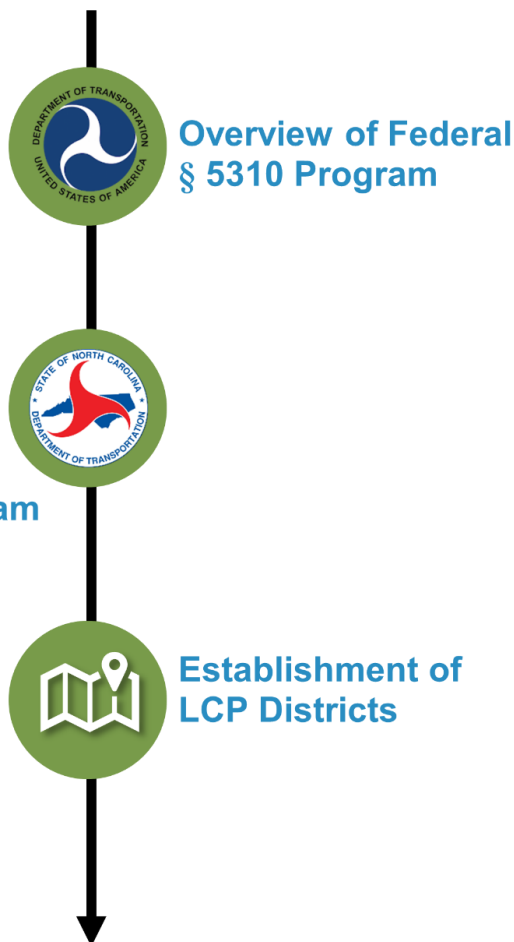 DEPARTMENT OF TRANSPORTATION
UNITED STATES OF AMERICA
Overview of Federal
§ 5310 Program
STATE OF NORTH CAROLINA
DEPARTMENT OF TRANSPORTATION
am
Establishment of
LCP Districts